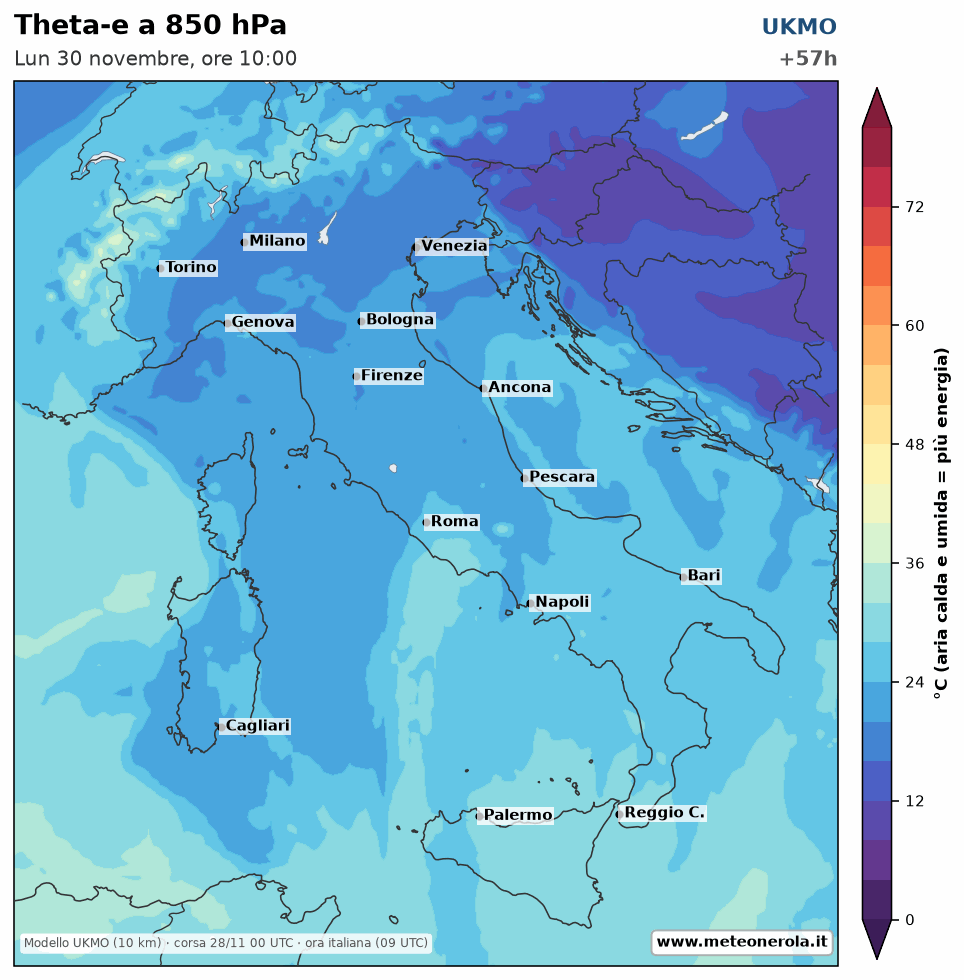 Theta-e a 850 hPa
UKMO
Lun 30 novembre, ore 10:00
+57h
Milano
Venezia
Torino
Genova
Bologna
Firenze
Ancona
Pescara
Roma
Bari
Napoli
Cagliari
Palermo
Reggio C.
72
60
48
36
24
12
0
°C (aria calda e umida = più energia)
Modello UKMO (10 km) · corsa 28/11 00 UTC · ora italiana (09 UTC)
www.meteonerola.it